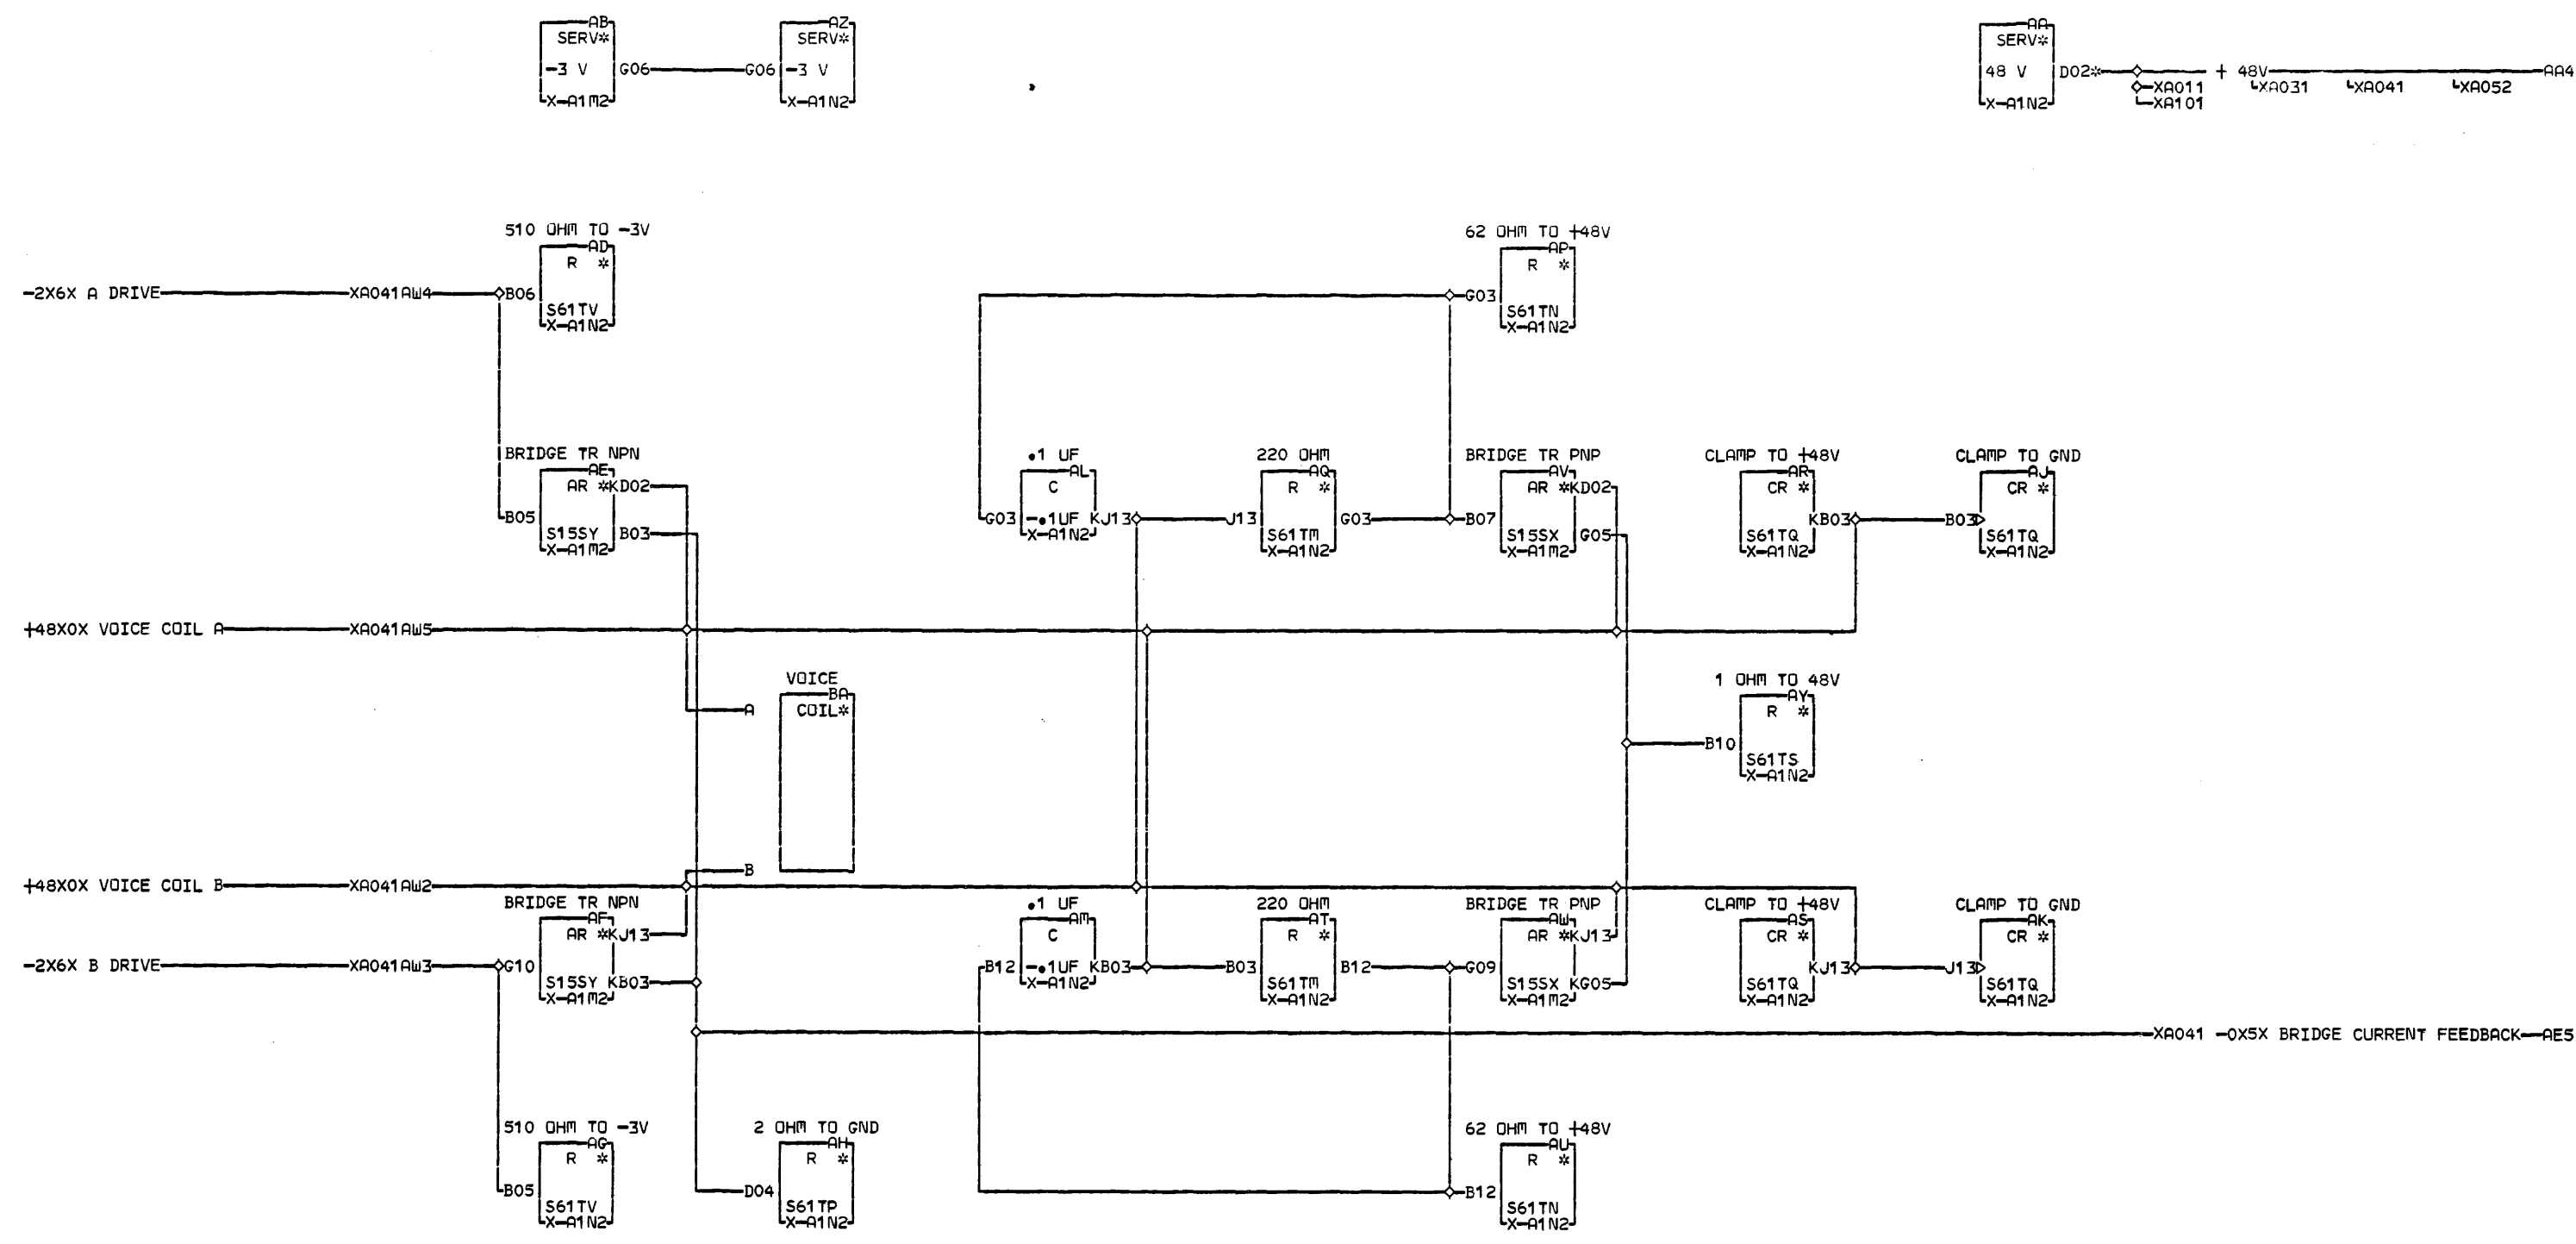 AB AZ AA
SERV* SERV* SERV*
-3 V G06 G06 -3 V 48 V D02* + 48V AA4
XA011 XA031 XA041 XA052
X-A1M2 X-A1N2 X-A1N2 XA101
510 OHM TO -3V 62 OHM TO +48V
AD AP
R * R *
-2X6X A DRIVE XA041AW4 B06 G03
S61TV S61TN
X-A1N2 X-A1N2
BRIDGE TR NPN .1 UF 220 OHM BRIDGE TR PNP CLAMP TO +48V CLAMP TO GND
AE AL AQ AV AR AJ
AR *KD02 C R * AR *KD02 CR * CR *
B05 G03 -.1UF KJ13 J13 G03 B07 KB03 B03
S15SY B03 S61TM S15SX G05 S61TQ S61TQ
X-A1M2 X-A1N2 X-A1N2 X-A1M2 X-A1N2 X-A1N2
+48X0X VOICE COIL A XA041AW5
VOICE 1 OHM TO 48V
BA AY
A COIL* R *
B10
S61TS
X-A1N2
B
+48X0X VOICE COIL B XA041AW2
BRIDGE TR NPN .1 UF 220 OHM BRIDGE TR PNP CLAMP TO +48V CLAMP TO GND
AF AM AT AW AS AK
AR *KJ13 C R * AR *KJ13 CR * CR *
-2X6X B DRIVE XA041AW3 G10 B12 -.1UF KB03 B03 B12 G09 KJ13 J13
S15SY KB03 S61TM S15SX KG05 S61TQ S61TQ
X-A1M2 X-A1N2 X-A1N2 X-A1M2 X-A1N2 X-A1N2
XA041 -0X5X BRIDGE CURRENT FEEDBACK AE5
510 OHM TO -3V 2 OHM TO GND 62 OHM TO +48V
AG AH AU
R * R * R *
B05 D04 B12
S61TV S61TP S61TN
X-A1N2 X-A1N2 X-A1N2